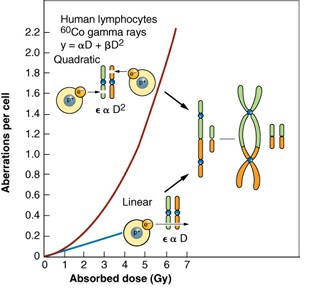 Human lymphocytes
⁶⁰Co gamma rays
y = αD + βD²
Quadratic
e-
e-
p+
p+
ϵ α D²
Linear
e-
p+
ϵ α D
Aberrations per cell
2.2
2.0
1.8
1.6
1.4
1.2
1.0
0.8
0.6
0.4
0.2
0
0 1 2 3 4 5 6 7
Absorbed dose (Gy)